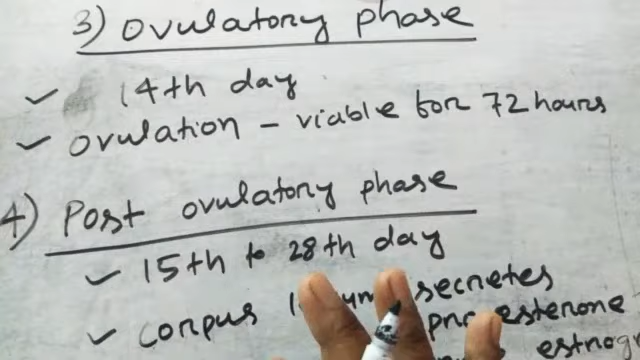 3) Ovulatory phase
✓ 14th day
✓ Ovulation - viable for 72 hours
4) Post ovulatory phase
✓ 15th to 28th day
✓ Corpus secretes